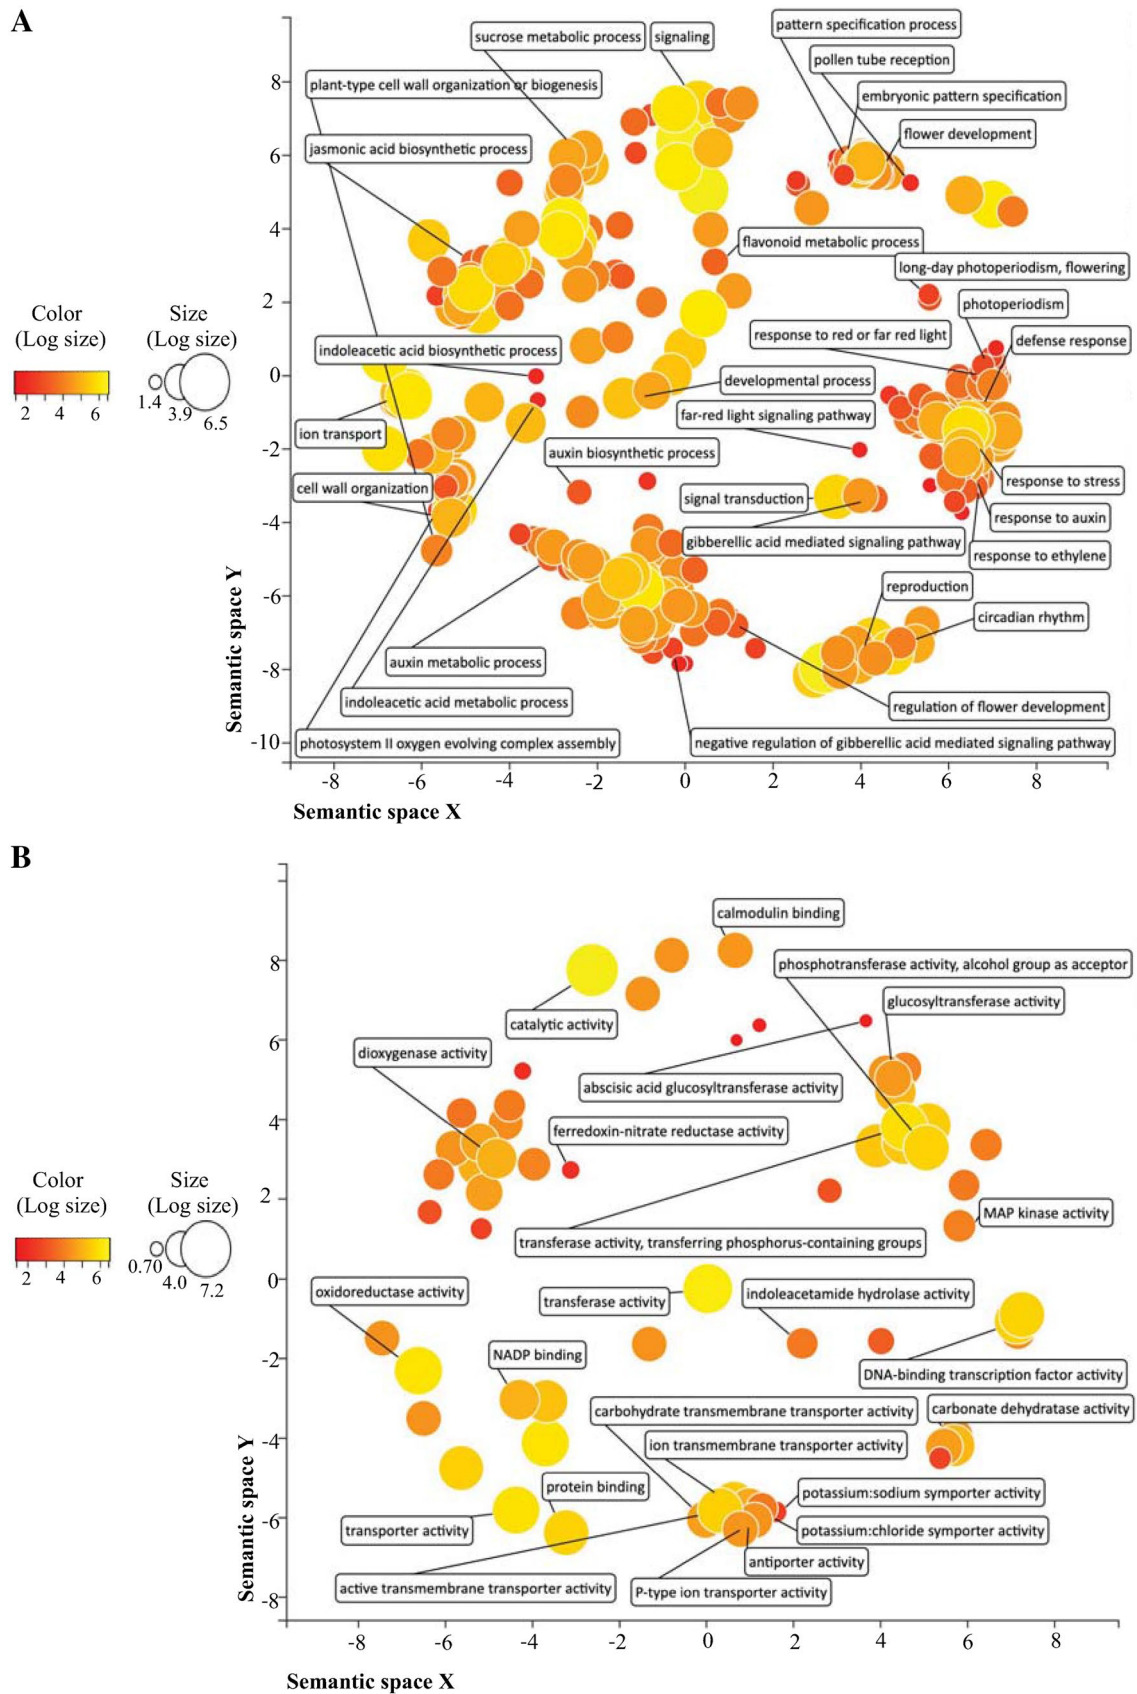 A
sucrose metabolic process
signaling
pattern specification process
pollen tube reception
plant-type cell wall organization or biogenesis
embryonic pattern specification
flower development
jasmonic acid biosynthetic process
flavonoid metabolic process
long-day photoperiodism, flowering
photoperiodism
response to red or far red light
defense response
indoleacetic acid biosynthetic process
developmental process
far-red light signaling pathway
ion transport
auxin biosynthetic process
cell wall organization
signal transduction
response to stress
response to auxin
gibberellic acid mediated signaling pathway
response to ethylene
reproduction
circadian rhythm
auxin metabolic process
indoleacetic acid metabolic process
regulation of flower development
photosystem II oxygen evolving complex assembly
negative regulation of gibberellic acid mediated signaling pathway
Color
(Log size)
2 4 6
Size
(Log size)
1.4 3.9 6.5
8
6
4
2
0
-2
-4
-6
-8
-10
Semantic space Y
-8 -6 -4 -2 0 2 4 6 8
Semantic space X
B
calmodulin binding
phosphotransferase activity, alcohol group as acceptor
glucosyltransferase activity
catalytic activity
dioxygenase activity
abscisic acid glucosyltransferase activity
ferredoxin-nitrate reductase activity
MAP kinase activity
transferase activity, transferring phosphorus-containing groups
oxidoreductase activity
transferase activity
indoleacetamide hydrolase activity
NADP binding
DNA-binding transcription factor activity
carbohydrate transmembrane transporter activity
carbonate dehydratase activity
ion transmembrane transporter activity
protein binding
potassium:sodium symporter activity
transporter activity
potassium:chloride symporter activity
antiporter activity
active transmembrane transporter activity
P-type ion transporter activity
Color
(Log size)
2 4 6
Size
(Log size)
0.70 4.0 7.2
8
6
4
2
0
-2
-4
-6
-8
Semantic space Y
-8 -6 -4 -2 0 2 4 6 8
Semantic space X